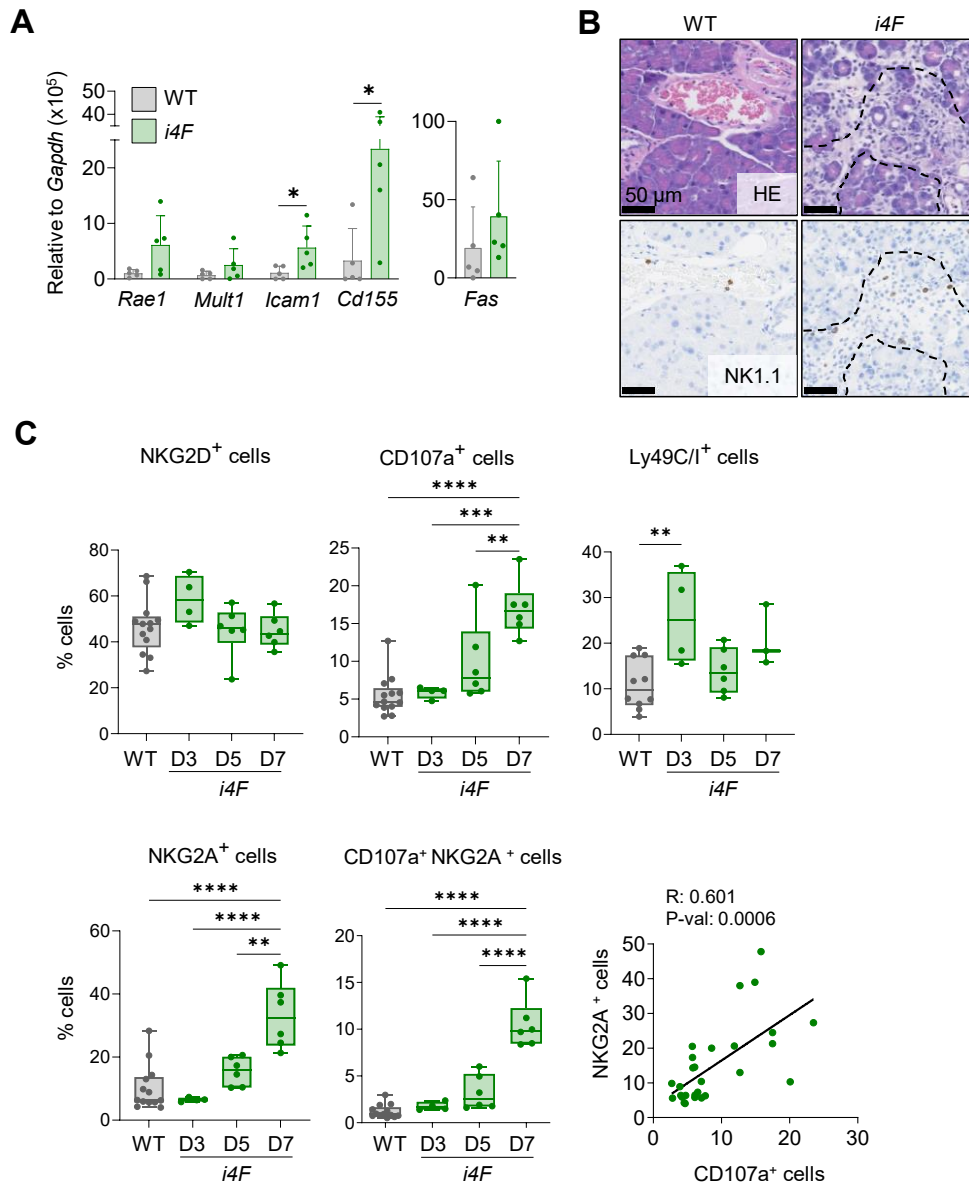 A
Relative to Gapdh (x10⁵)
50
40
20
10
0
WT
i4F
*
*
Rae1
Mult1
Icam1
Cd155
100
50
0
Fas
B
WT
i4F
50 µm
HE
NK1.1
C
NKG2D⁺ cells
% cells
80
60
40
20
0
WT D3 D5 D7
i4F
CD107a⁺ cells
****
***
**
25
20
15
10
5
0
WT D3 D5 D7
i4F
Ly49C/I⁺ cells
**
40
30
20
10
0
WT D3 D5 D7
i4F
NKG2A⁺ cells
****
****
**
% cells
60
40
20
0
WT D3 D5 D7
i4F
CD107a⁺ NKG2A⁺ cells
****
****
****
20
15
10
5
0
WT D3 D5 D7
i4F
R: 0.601
P-val: 0.0006
NKG2A⁺ cells
60
50
40
30
20
10
0
0 10 20 30
CD107a⁺ cells